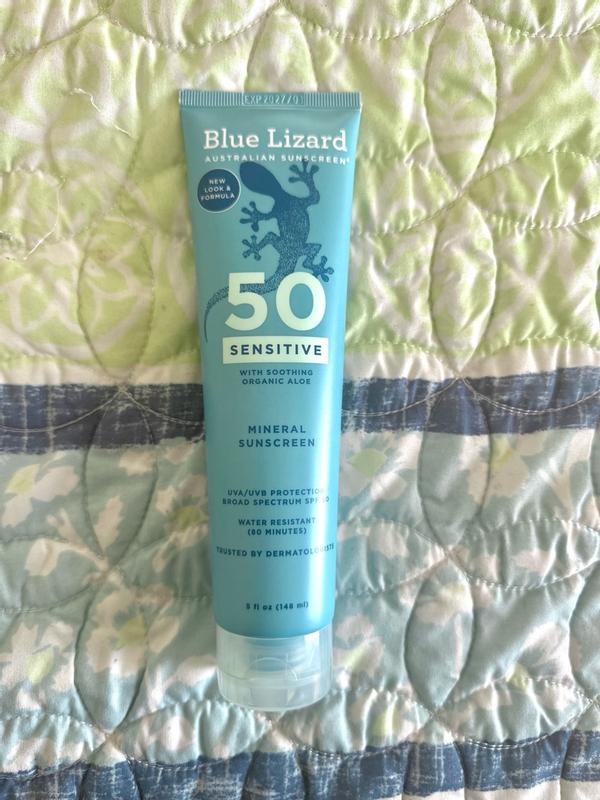 Blue Lizard
AUSTRALIAN SUNSCREEN®
NEW
LOOK &
FORMULA
50
SENSITIVE
WITH SOOTHING
ORGANIC ALOE
MINERAL
SUNSCREEN
UVA/UVB PROTECTION
BROAD SPECTRUM SPF 50
WATER RESISTANT
(80 MINUTES)
TRUSTED BY DERMATOLOGISTS
5 fl oz (148 ml)